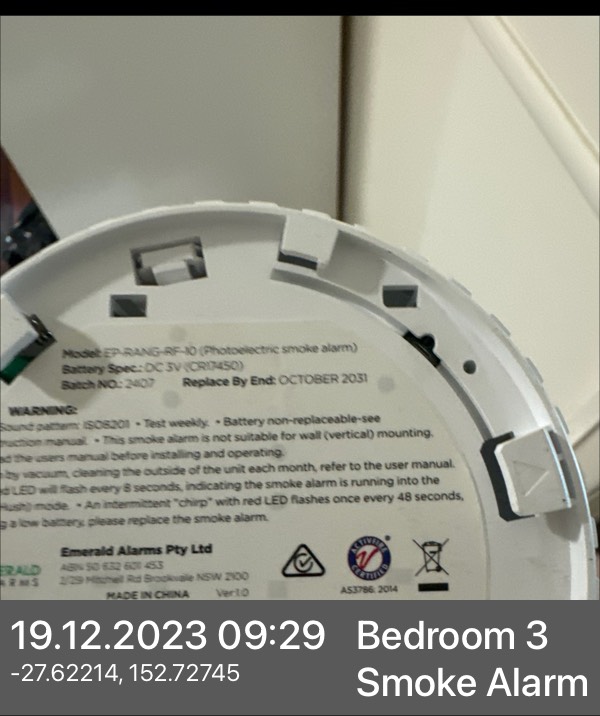 Model: EP-RANG-RF-10 (Photoelectric smoke alarm)
Battery Spec.: DC 3V (CR17450)
Batch NO.: 2407 Replace By End: OCTOBER 2031
WARNING:
Sound pattern: ISO8201 • Test weekly. • Battery non-replaceable-see
truction manual. • This smoke alarm is not suitable for wall (vertical) mounting.
d the users manual before installing and operating.
by vacuum, cleaning the outside of the unit each month, refer to the user manual.
d LED will flash every 8 seconds, indicating the smoke alarm is running into the
Hush) mode. • An intermittent "chirp" with red LED flashes once every 48 seconds,
g a low battery, please replace the smoke alarm.
Emerald Alarms Pty Ltd
ABN 50 632 601 453
2/29 Mitchell Rd Brookvale NSW 2100
MADE IN CHINA Ver1.0
ERALD
ARMS
ACTIVFIRE
CERTIFIED
AS3786: 2014
19.12.2023 09:29
-27.62214, 152.72745
Bedroom 3
Smoke Alarm